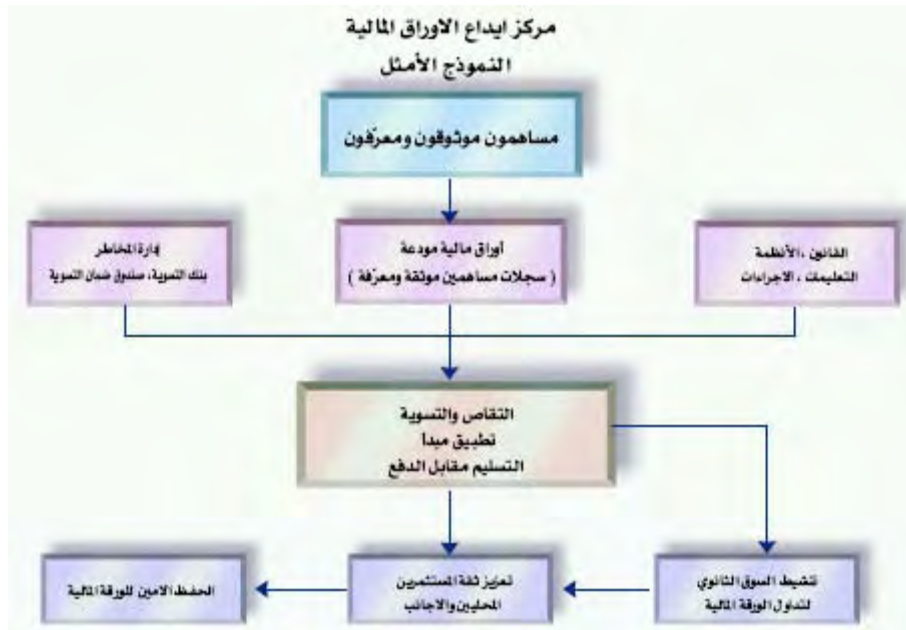 مركز ايداع الاوراق المالية
النموذج الأمثل
مساهمون موثوقون ومعرّفون
القانون ، الأنظمة
التعليمات ، الاجراءات
أوراق مالية مودعة
( سجلات مساهمين موثقة ومعرّفة )
إدارة المخاطر
بنك التسوية، صندوق ضمان التسوية
التقاص والتسوية
تطبيق مبدأ
التسليم مقابل الدفع
تنشيط السوق الثانوي
لتداول الورقة المالية
تعزيز ثقة المستثمرين
المحليين والاجانب
الحفظ الامين للورقة المالية